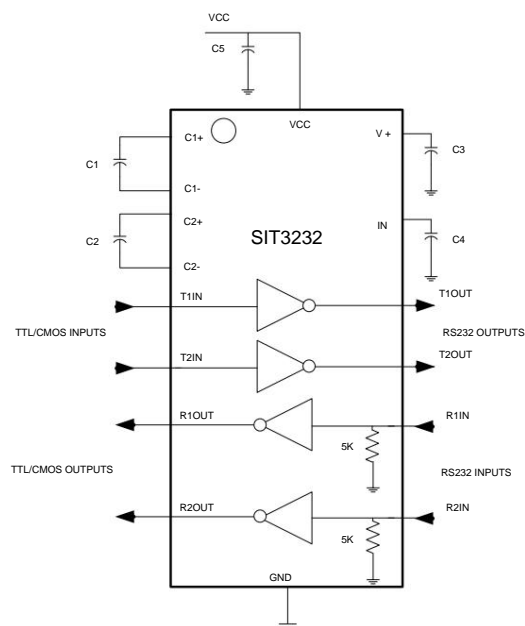 VCC
C5
VCC
C1+
V +
C1
C3
C1-
C2+
IN
C2
SIT3232
C4
C2-
T1IN
T1OUT
TTL/CMOS INPUTS
RS232 OUTPUTS
T2IN
T2OUT
R1OUT
R1IN
5K
TTL/CMOS OUTPUTS
RS232 INPUTS
R2OUT
R2IN
5K
GND